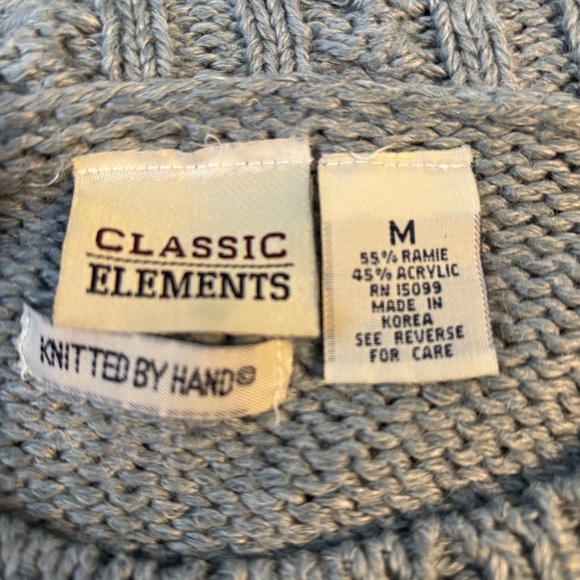 CLASSIC
ELEMENTS
KNITTED BY HAND©
M
55% RAMIE
45% ACRYLIC
RN 15099
MADE IN
KOREA
SEE REVERSE
FOR CARE